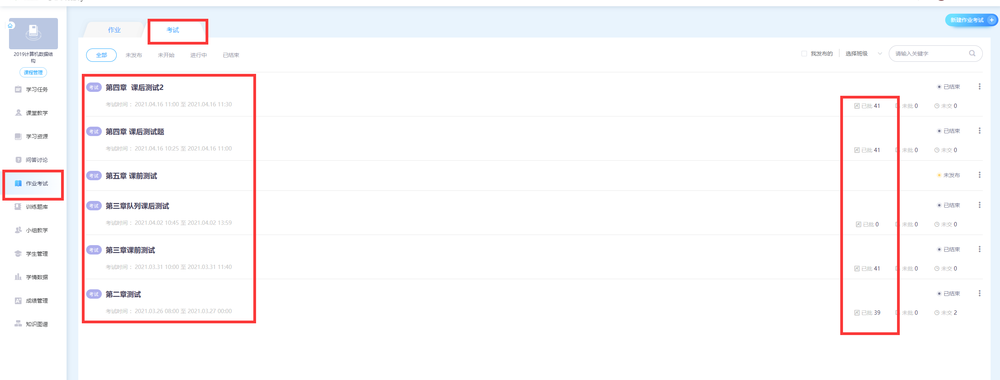 作业
考试
新建作业考试
2019计算机数据结
构
课程管理
学习任务
课堂教学
学习资源
问答讨论
作业考试
训练题库
小组教学
学生管理
学情数据
成绩管理
知识图谱
全部 未发布 未开始 进行中 已结束
我发布的 选择班级 请输入关键字
考试 第四章 课后测试2 已结束
考试时间： 2021.04.16 11:00 至 2021.04.16 11:30 已批 41 未批 0 未交 0
考试 第四章 课后测试题 已结束
考试时间： 2021.04.16 10:25 至 2021.04.16 11:00 已批 41 未批 0 未交 0
考试 第五章 课前测试 未发布
考试 第三章队列课后测试 已结束
考试时间： 2021.04.02 10:45 至 2021.04.02 13:59 已批 0 未批 0 未交 0
考试 第三章课前测试 已结束
考试时间： 2021.03.31 10:00 至 2021.03.31 11:40 已批 41 未批 0 未交 0
考试 第二章测试 已结束
考试时间： 2021.03.26 08:00 至 2021.03.27 00:00 已批 39 未批 0 未交 2